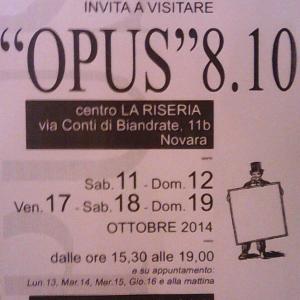 INVITA A VISITARE
“OPUS”8.10
centro LA RISERIA
via Conti di Biandrate, 11b
Novara
Sab.11 - Dom.12
Ven.17 - Sab.18 - Dom.19
OTTOBRE 2014
dalle ore 15,30 alle 19,00
e su appuntamento:
Lun.13, Mar.14, Mer.15, Gio.16 e alla mattina